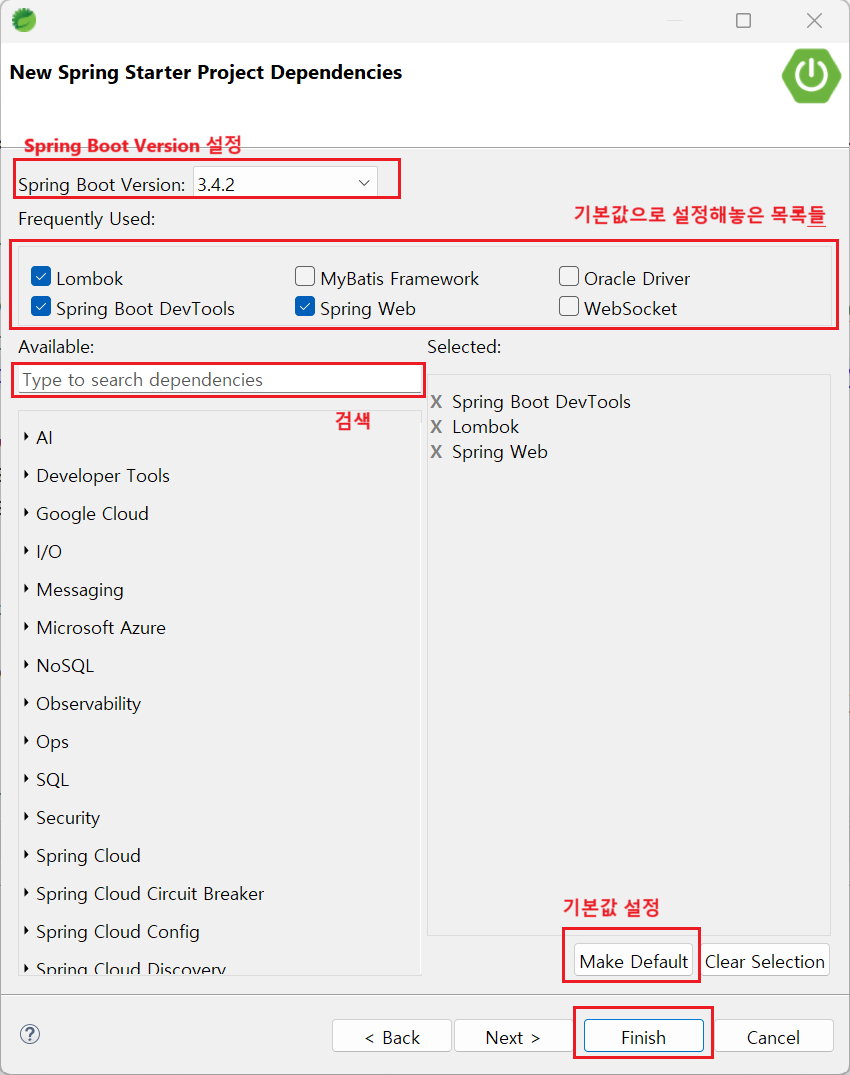 New Spring Starter Project Dependencies
Spring Boot Version 설정
Spring Boot Version: 3.4.2
Frequently Used:
기본값으로 설정해놓은 목록들
Lombok
MyBatis Framework
Oracle Driver
Spring Boot DevTools
Spring Web
WebSocket
Available:
Selected:
Type to search dependencies
검색
AI
Developer Tools
Google Cloud
I/O
Messaging
Microsoft Azure
NoSQL
Observability
Ops
SQL
Security
Spring Cloud
Spring Cloud Circuit Breaker
Spring Cloud Config
Spring Cloud Discovery
X Spring Boot DevTools
X Lombok
X Spring Web
기본값 설정
Make Default
Clear Selection
?
< Back
Next >
Finish
Cancel